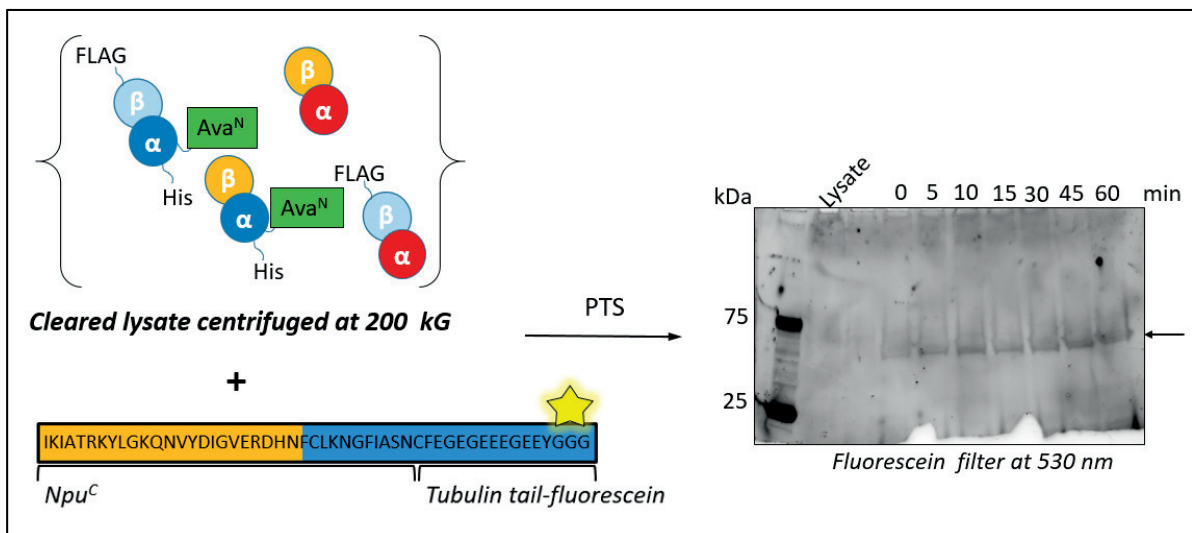 FLAG
β
α
Ava^N
His
β
α
β
α
Ava^N
His
FLAG
β
α
Cleared lysate centrifuged at 200 kG
+
IKIATRKYLGKQNVYDIGVERDHNFCLKNGFIASNCFEGEGEEEGEEYGGG
Npu^C
Tubulin tail-fluorescein
PTS
kDa
Lysate
0 5 10 15 30 45 60 min
75
25
Fluorescein filter at 530 nm